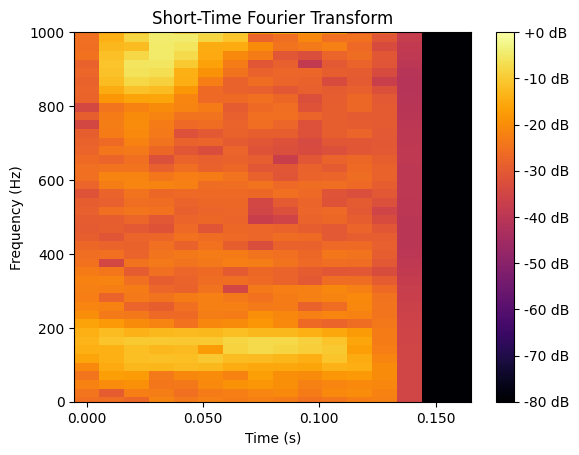 Short-Time Fourier Transform
Frequency (Hz)
1000
800
600
400
200
0
0.000
0.050
0.100
0.150
Time (s)
+0 dB
-10 dB
-20 dB
-30 dB
-40 dB
-50 dB
-60 dB
-70 dB
-80 dB